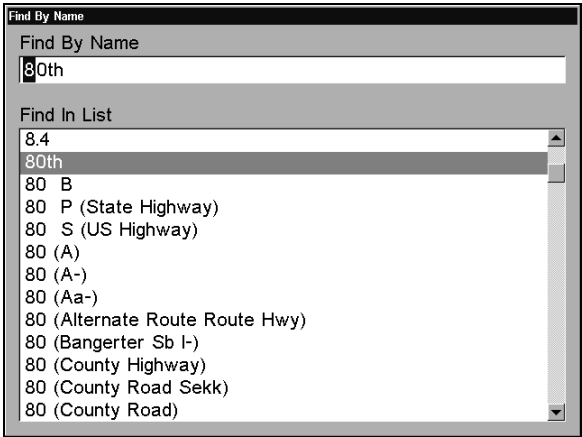 Find By Name
Find By Name
80th
Find In List
8.4
80th
80  B
80  P (State Highway)
80  S (US Highway)
80 (A)
80 (A-)
80 (Aa-)
80 (Alternate Route Route Hwy)
80 (Bangerter Sb I-)
80 (County Highway)
80 (County Road Sekk)
80 (County Road)